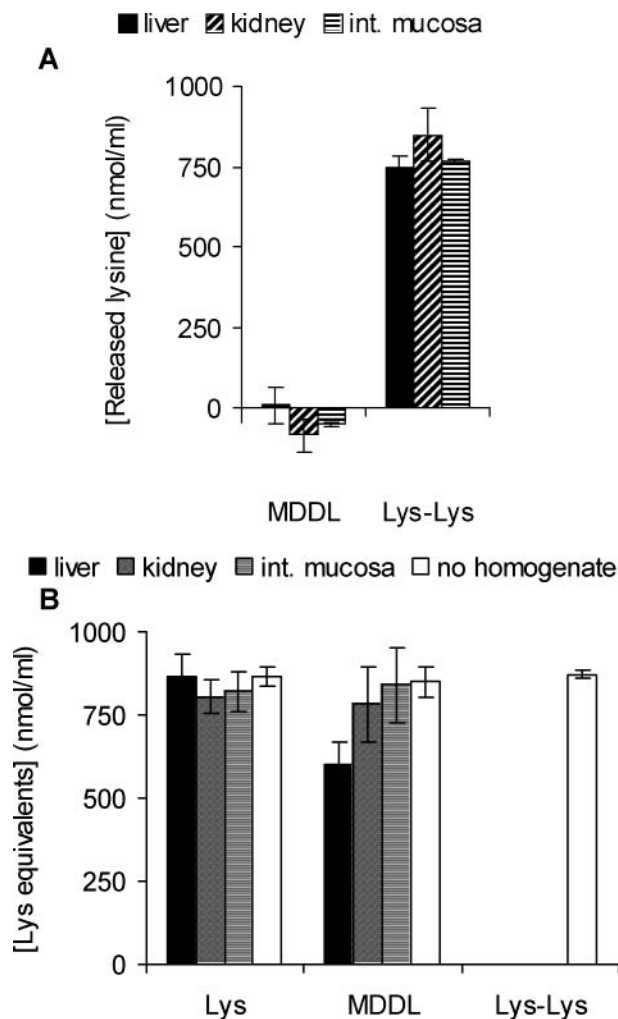 liver kidney int. mucosa
A
[Released lysine] (nmol/ml)
1000
750
500
250
0
MDDL Lys-Lys
liver kidney int. mucosa no homogenate
B
[Lys equivalents] (nmol/ml)
1000
750
500
250
0
Lys MDDL Lys-Lys